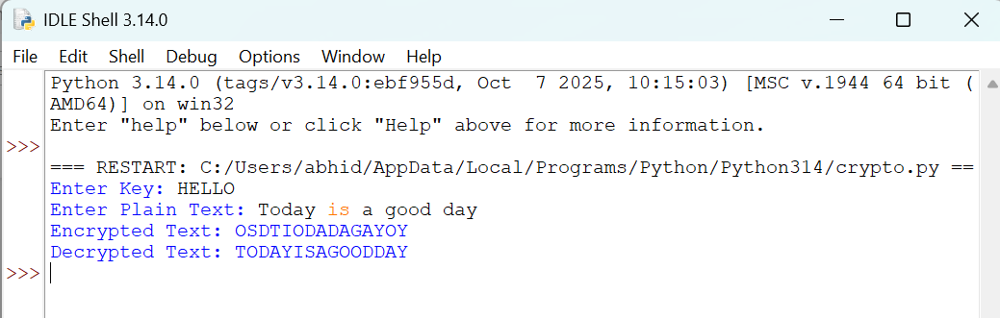 IDLE Shell 3.14.0
File Edit Shell Debug Options Window Help
Python 3.14.0 (tags/v3.14.0:ebf955d, Oct  7 2025, 10:15:03) [MSC v.1944 64 bit (
AMD64)] on win32
Enter "help" below or click "Help" above for more information.
>>>
=== RESTART: C:/Users/abhid/AppData/Local/Programs/Python/Python314/crypto.py ==
Enter Key: HELLO
Enter Plain Text: Today is a good day
Encrypted Text: OSDTIODADAGAYOY
Decrypted Text: TODAYISAGOODDAY
>>>